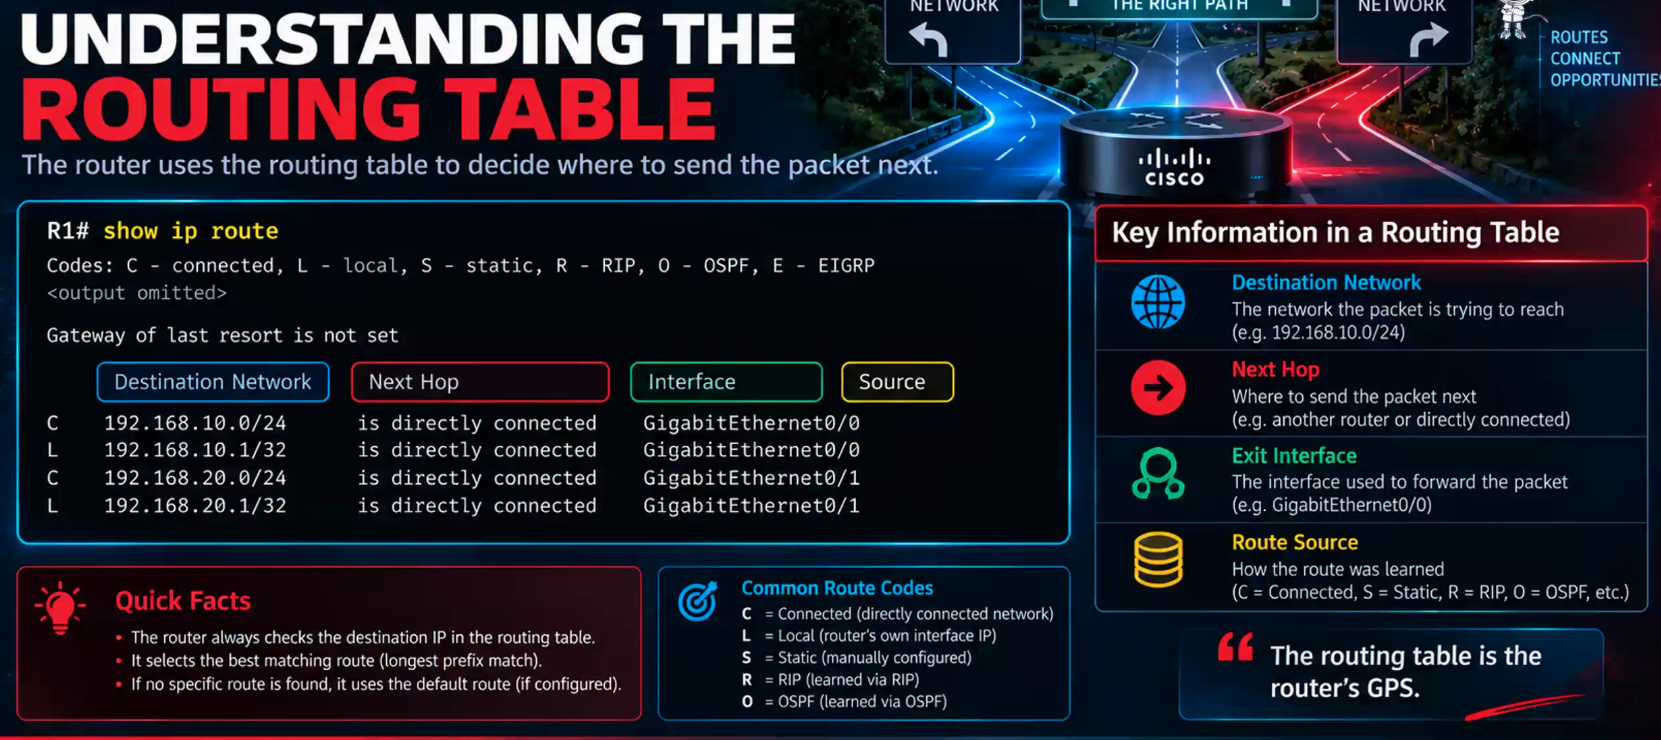 UNDERSTANDING THE
ROUTING TABLE
The router uses the routing table to decide where to send the packet next.
NETWORK
THE RIGHT PATH
NETWORK
ROUTES
CONNECT
OPPORTUNITIES
CISCO
R1# show ip route
Codes: C - connected, L - local, S - static, R - RIP, O - OSPF, E - EIGRP
<output omitted>
Gateway of last resort is not set
Destination Network Next Hop Interface Source
C 192.168.10.0/24 is directly connected GigabitEthernet0/0
L 192.168.10.1/32 is directly connected GigabitEthernet0/0
C 192.168.20.0/24 is directly connected GigabitEthernet0/1
L 192.168.20.1/32 is directly connected GigabitEthernet0/1
Key Information in a Routing Table
Destination Network
The network the packet is trying to reach
(e.g. 192.168.10.0/24)
Next Hop
Where to send the packet next
(e.g. another router or directly connected)
Exit Interface
The interface used to forward the packet
(e.g. GigabitEthernet0/0)
Route Source
How the route was learned
(C = Connected, S = Static, R = RIP, O = OSPF, etc.)
Quick Facts
• The router always checks the destination IP in the routing table.
• It selects the best matching route (longest prefix match).
• If no specific route is found, it uses the default route (if configured).
Common Route Codes
C = Connected (directly connected network)
L = Local (router's own interface IP)
S = Static (manually configured)
R = RIP (learned via RIP)
O = OSPF (learned via OSPF)
“ The routing table is the
router's GPS.